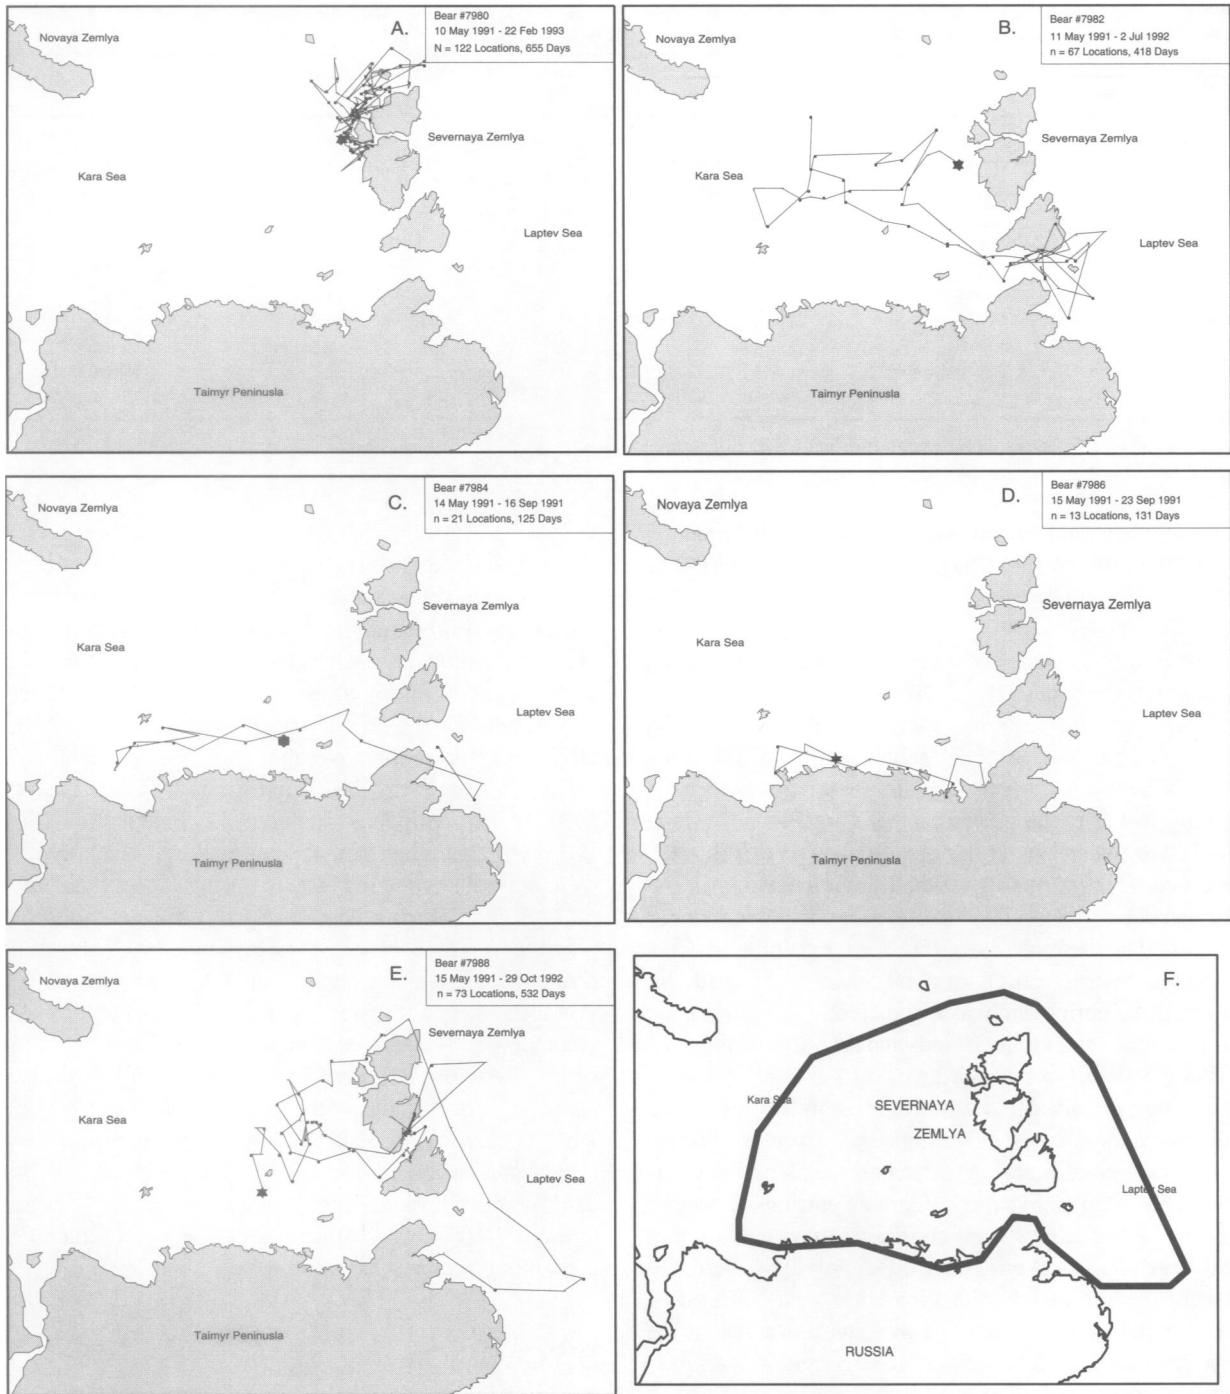 A.
Bear #7980
10 May 1991 - 22 Feb 1993
N = 122 Locations, 655 Days
Novaya Zemlya
Severnaya Zemlya
Kara Sea
Laptev Sea
Taimyr Peninusla
B.
Bear #7982
11 May 1991 - 2 Jul 1992
n = 67 Locations, 418 Days
Novaya Zemlya
Severnaya Zemlya
Kara Sea
Laptev Sea
Taimyr Peninusla
C.
Bear #7984
14 May 1991 - 16 Sep 1991
n = 21 Locations, 125 Days
Novaya Zemlya
Severnaya Zemlya
Kara Sea
Laptev Sea
Taimyr Peninusla
D.
Bear #7986
15 May 1991 - 23 Sep 1991
n = 13 Locations, 131 Days
Novaya Zemlya
Severnaya Zemlya
Kara Sea
Laptev Sea
Taimyr Peninusla
E.
Bear #7988
15 May 1991 - 29 Oct 1992
n = 73 Locations, 532 Days
Novaya Zemlya
Severnaya Zemlya
Kara Sea
Laptev Sea
Taimyr Peninusla
F.
Kara Sea
SEVERNAYA
ZEMLYA
Laptev Sea
RUSSIA